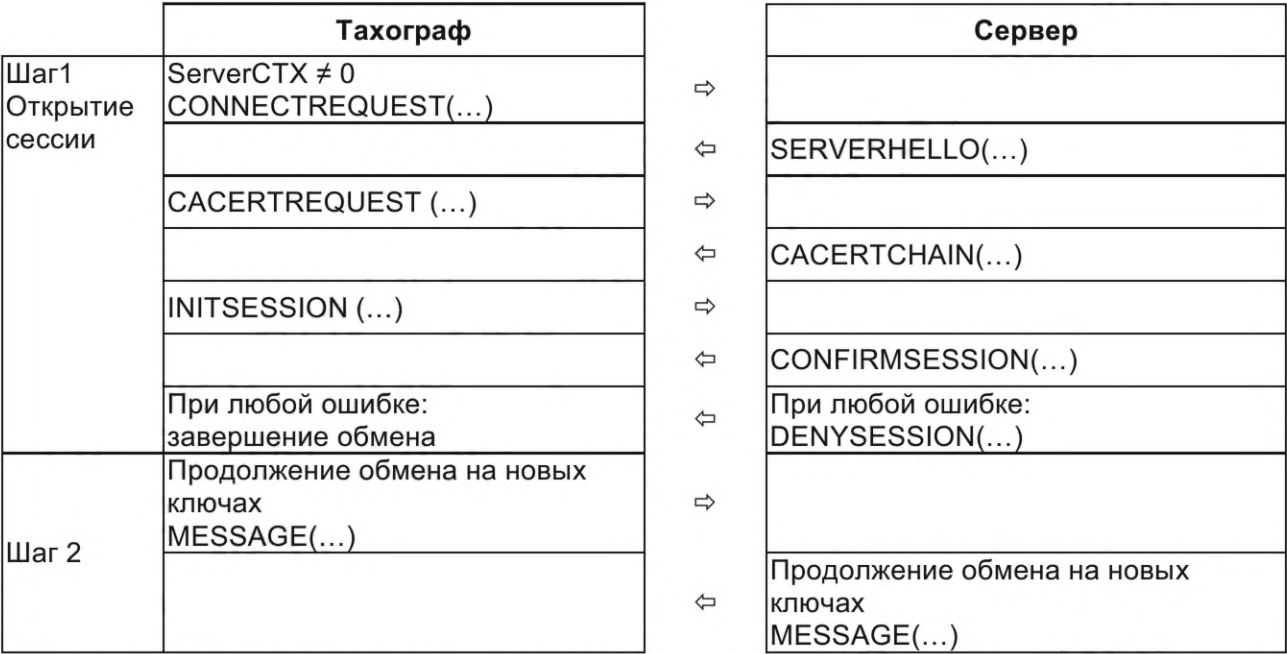 Тахограф
Сервер
Шаг1
Открытие
сессии
ServerCTX ≠ 0
CONNECTREQUEST(…)
⇨
⇦
SERVERHELLO(…)
CACERTREQUEST (…)
⇨
⇦
CACERTCHAIN(…)
INITSESSION (…)
⇨
⇦
CONFIRMSESSION(…)
При любой ошибке:
завершение обмена
⇦
При любой ошибке:
DENYSESSION(…)
Шаг 2
Продолжение обмена на новых
ключах
MESSAGE(…)
⇨
⇦
Продолжение обмена на новых
ключах
MESSAGE(…)